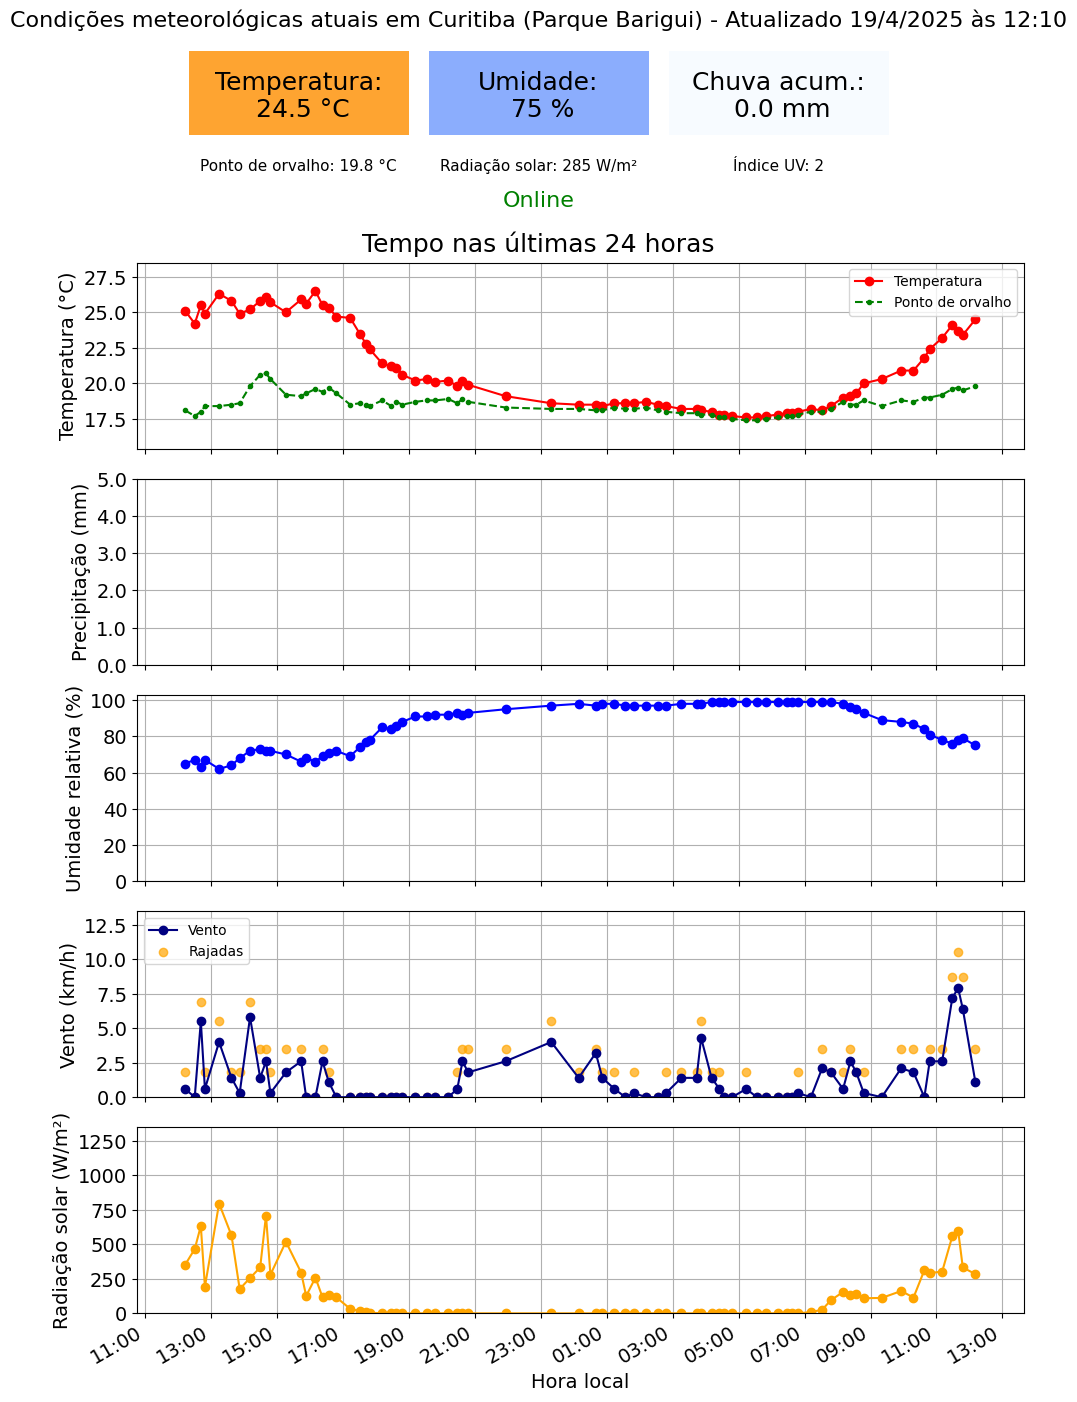 Condições meteorológicas atuais em Curitiba (Parque Barigui) - Atualizado 19/4/2025 às 12:10
Temperatura:
24.5 °C
Umidade:
75 %
Chuva acum.:
0.0 mm
Ponto de orvalho: 19.8 °C
Radiação solar: 285 W/m²
Índice UV: 2
Online
Tempo nas últimas 24 horas
Temperatura (°C)
27.5
25.0
22.5
20.0
17.5
Temperatura
Ponto de orvalho
Precipitação (mm)
5.0
4.0
3.0
2.0
1.0
0.0
Umidade relativa (%)
100
80
60
40
20
0
Vento (km/h)
12.5
10.0
7.5
5.0
2.5
0.0
Vento
Rajadas
Radiação solar (W/m²)
1250
1000
750
500
250
0
11:00
13:00
15:00
17:00
19:00
21:00
23:00
01:00
03:00
05:00
07:00
09:00
11:00
13:00
Hora local